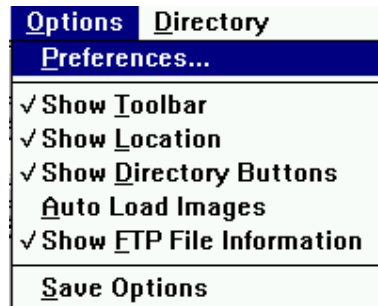 Options Directory
Preferences...
✓ Show Toolbar
✓ Show Location
✓ Show Directory Buttons
Auto Load Images
✓ Show FTP File Information
Save Options